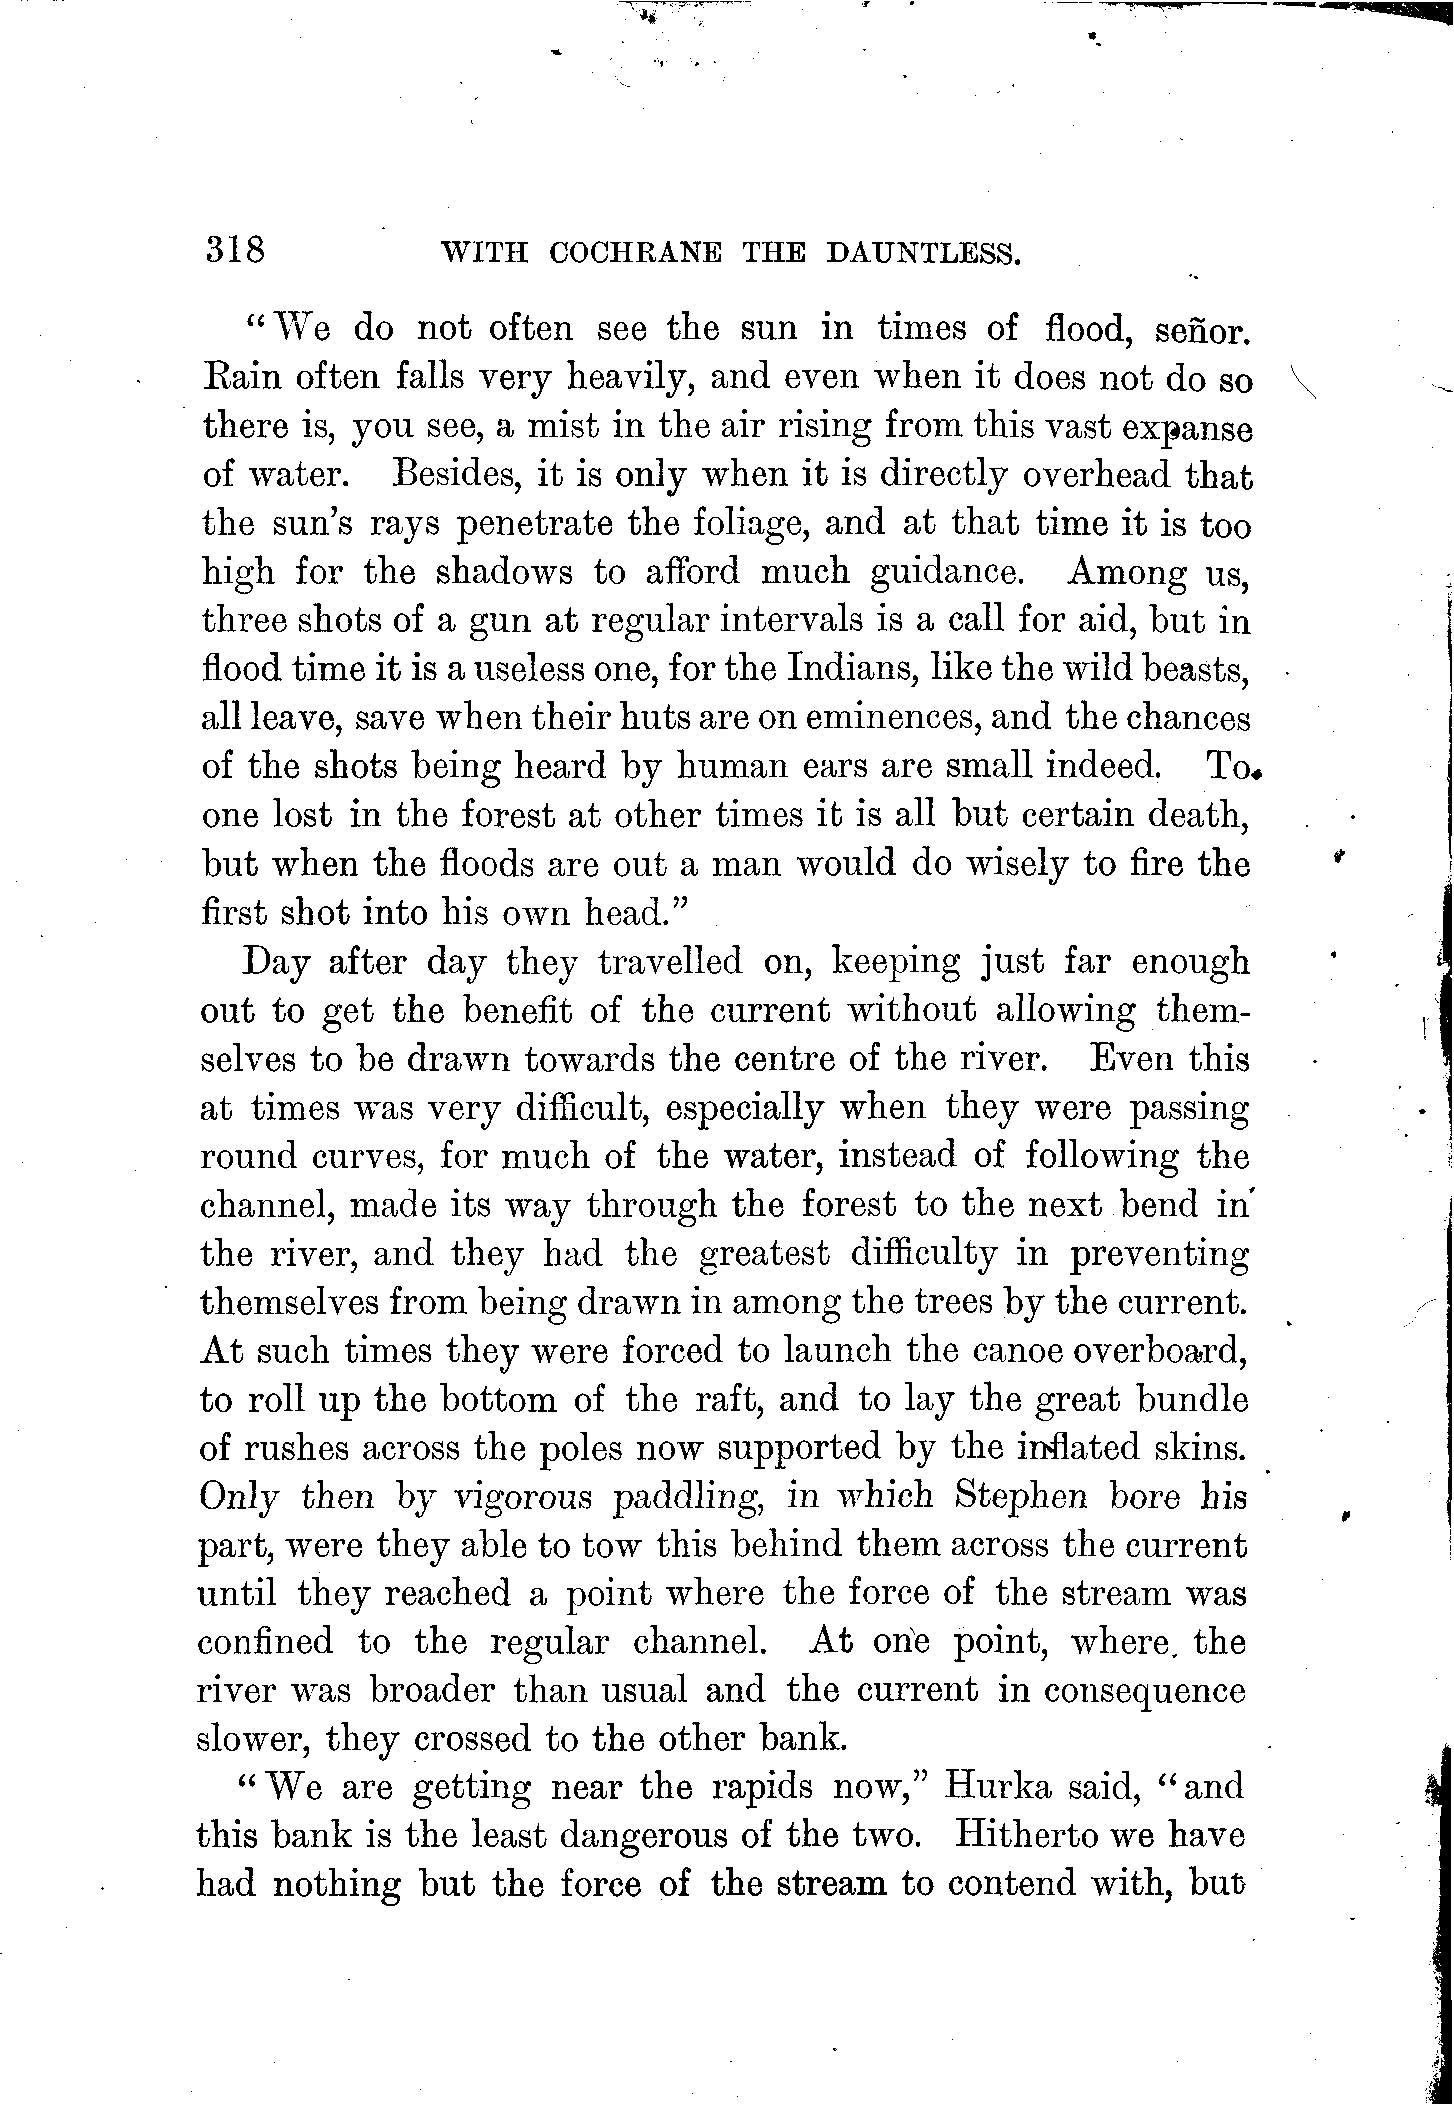 318 WITH COCHRANE THE DAUNTLESS.
“We do not often see the sun in times of flood, señor.
Rain often falls very heavily, and even when it does not do so
there is, you see, a mist in the air rising from this vast expanse
of water. Besides, it is only when it is directly overhead that
the sun’s rays penetrate the foliage, and at that time it is too
high for the shadows to afford much guidance. Among us,
three shots of a gun at regular intervals is a call for aid, but in
flood time it is a useless one, for the Indians, like the wild beasts,
all leave, save when their huts are on eminences, and the chances
of the shots being heard by human ears are small indeed. To
one lost in the forest at other times it is all but certain death,
but when the floods are out a man would do wisely to fire the
first shot into his own head.”
Day after day they travelled on, keeping just far enough
out to get the benefit of the current without allowing them-
selves to be drawn towards the centre of the river. Even this
at times was very difficult, especially when they were passing
round curves, for much of the water, instead of following the
channel, made its way through the forest to the next bend in
the river, and they had the greatest difficulty in preventing
themselves from being drawn in among the trees by the current.
At such times they were forced to launch the canoe overboard,
to roll up the bottom of the raft, and to lay the great bundle
of rushes across the poles now supported by the inflated skins.
Only then by vigorous paddling, in which Stephen bore his
part, were they able to tow this behind them across the current
until they reached a point where the force of the stream was
confined to the regular channel. At one point, where the
river was broader than usual and the current in consequence
slower, they crossed to the other bank.
“We are getting near the rapids now,” Hurka said, “and
this bank is the least dangerous of the two. Hitherto we have
had nothing but the force of the stream to contend with, but